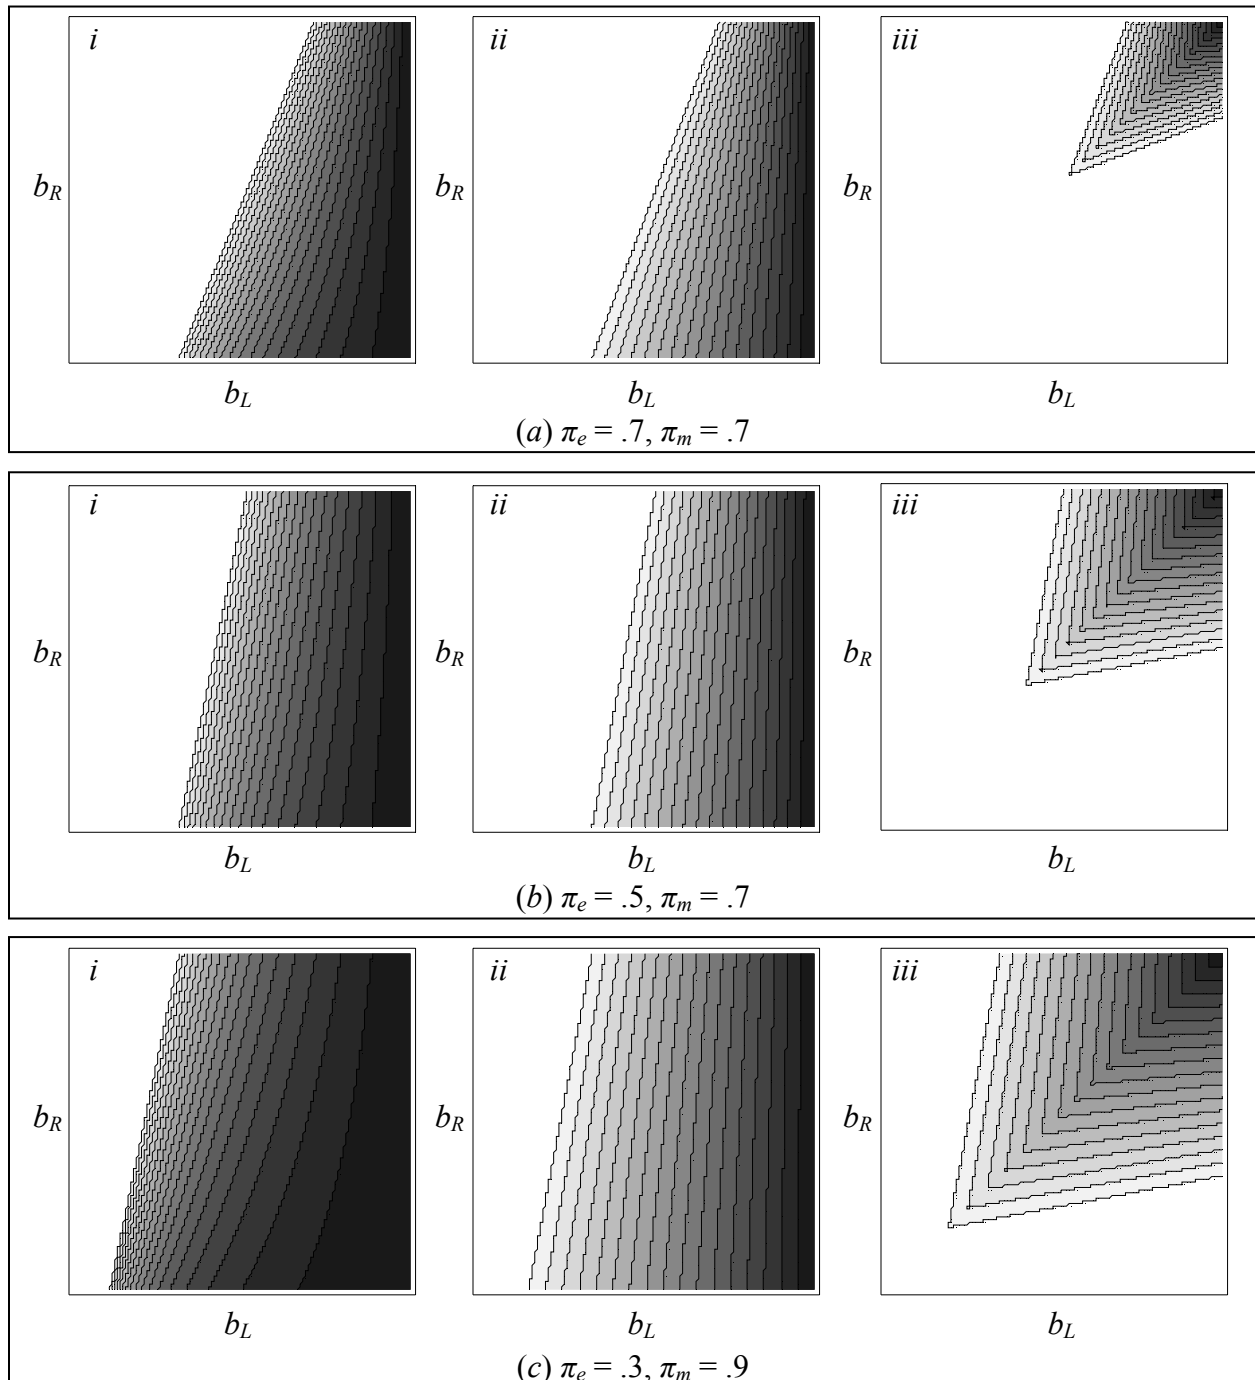 i ii iii
b_R b_R b_R
b_L b_L b_L
(a) π_e = .7, π_m = .7
i ii iii
b_R b_R b_R
b_L b_L b_L
(b) π_e = .5, π_m = .7
i ii iii
b_R b_R b_R
b_L b_L b_L
(c) π_e = .3, π_m = .9